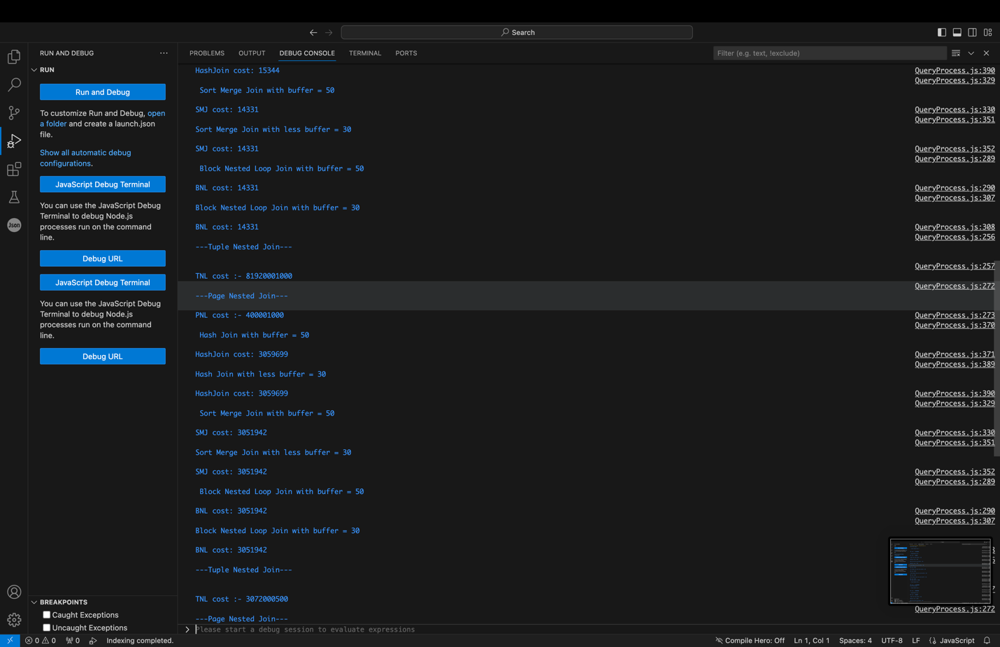 Search
RUN AND DEBUG
RUN
Run and Debug
To customize Run and Debug, open
a folder and create a launch.json
file.
Show all automatic debug
configurations.
JavaScript Debug Terminal
You can use the JavaScript Debug
Terminal to debug Node.js
processes run on the command
line.
Debug URL
JavaScript Debug Terminal
You can use the JavaScript Debug
Terminal to debug Node.js
processes run on the command
line.
Debug URL
BREAKPOINTS
Caught Exceptions
Uncaught Exceptions
Json
PROBLEMS OUTPUT DEBUG CONSOLE TERMINAL PORTS
Filter (e.g. text, !exclude)
HashJoin cost: 15344 QueryProcess.js:390
QueryProcess.js:329
Sort Merge Join with buffer = 50
SMJ cost: 14331 QueryProcess.js:330
QueryProcess.js:351
Sort Merge Join with less buffer = 30
SMJ cost: 14331 QueryProcess.js:352
QueryProcess.js:289
Block Nested Loop Join with buffer = 50
BNL cost: 14331 QueryProcess.js:290
QueryProcess.js:307
Block Nested Loop Join with buffer = 30
BNL cost: 14331 QueryProcess.js:308
QueryProcess.js:256
---Tuple Nested Join---
QueryProcess.js:257
TNL cost :- 81920001000
QueryProcess.js:272
---Page Nested Join---
PNL cost :- 400001000 QueryProcess.js:273
QueryProcess.js:370
Hash Join with buffer = 50
HashJoin cost: 3059699 QueryProcess.js:371
QueryProcess.js:389
Hash Join with less buffer = 30
HashJoin cost: 3059699 QueryProcess.js:390
QueryProcess.js:329
Sort Merge Join with buffer = 50
SMJ cost: 3051942 QueryProcess.js:330
QueryProcess.js:351
Sort Merge Join with less buffer = 30
SMJ cost: 3051942 QueryProcess.js:352
QueryProcess.js:289
Block Nested Loop Join with buffer = 50
BNL cost: 3051942 QueryProcess.js:290
QueryProcess.js:307
Block Nested Loop Join with buffer = 30
BNL cost: 3051942
---Tuple Nested Join---
TNL cost :- 3072000500
QueryProcess.js:272
---Page Nested Join---
Please start a debug session to evaluate expressions
0 0 0 Indexing completed. Compile Hero: Off Ln 1, Col 1 Spaces: 4 UTF-8 LF JavaScript